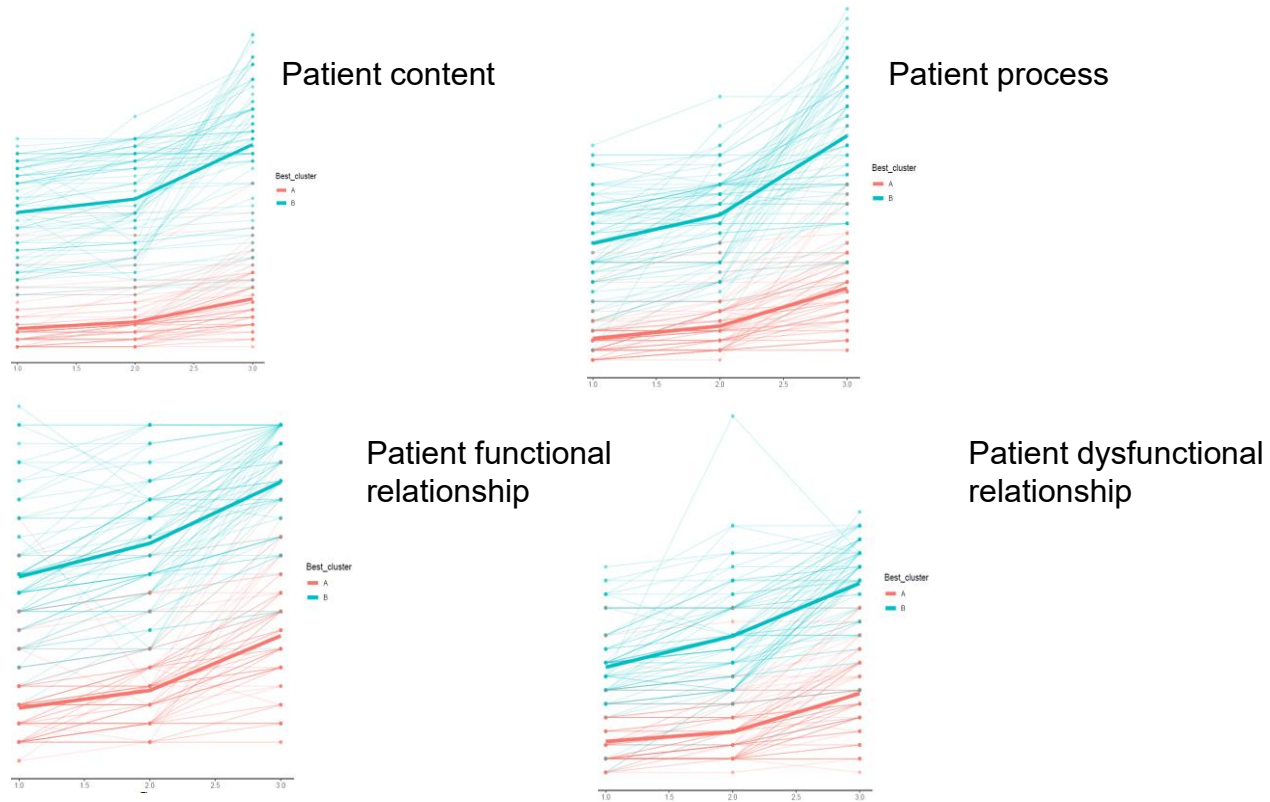 Patient content
Best_cluster
A
B
1.0 1.5 2.0 2.5 3.0
Patient process
Best_cluster
A
B
1.0 1.5 2.0 2.5 3.0
Patient functional
relationship
Best_cluster
A
B
1.0 1.5 2.0 2.5 3.0
Patient dysfunctional
relationship
Best_cluster
A
B
1.0 1.5 2.0 2.5 3.0